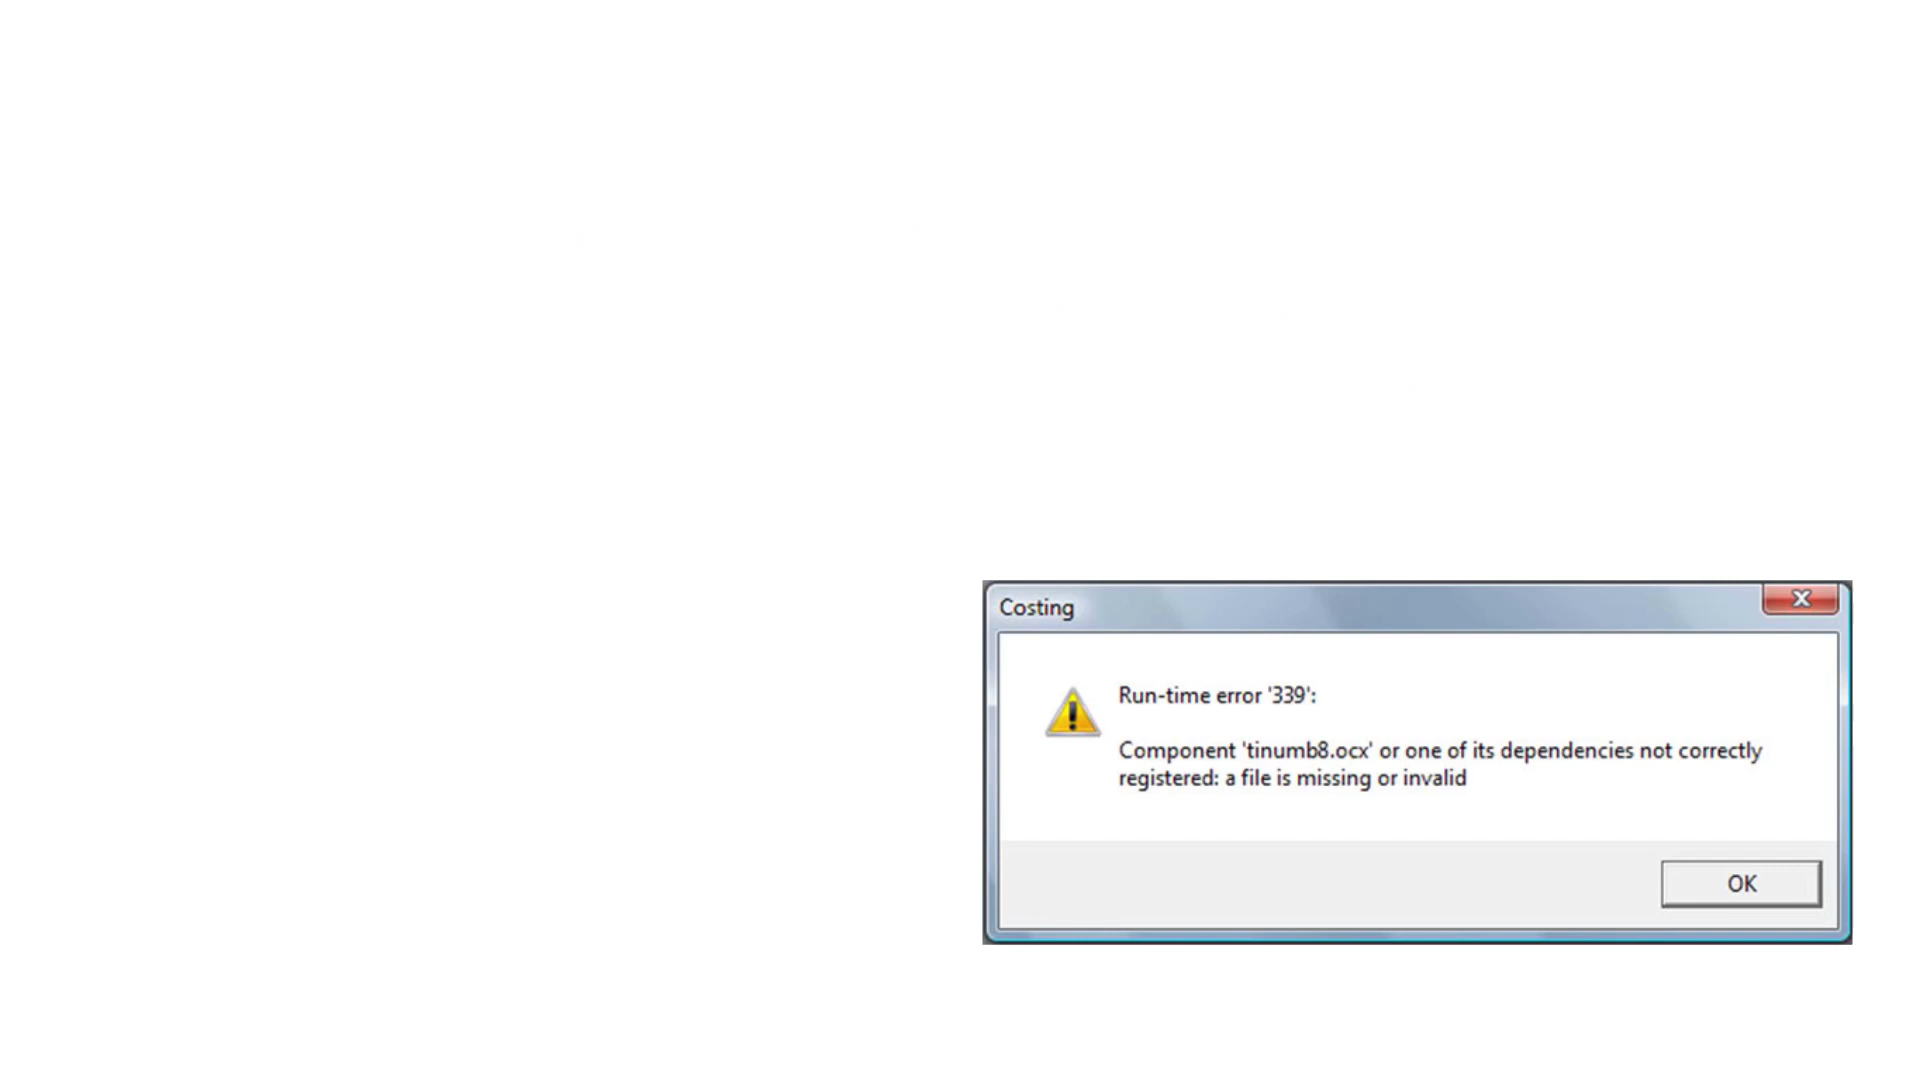 Costing
Run-time error '339':
Component 'tinumb8.ocx' or one of its dependencies not correctly
registered: a file is missing or invalid
OK